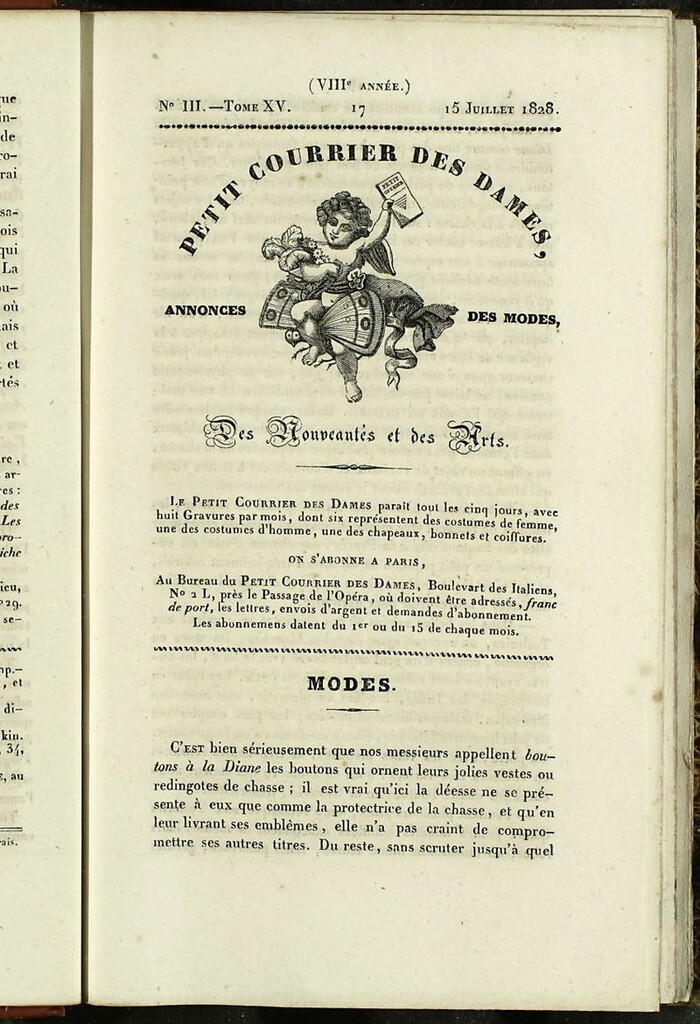 (VIIIe ANNÉE.)
No III.—TOME XV. 17 15 JUILLET 1828.
PETIT COURRIER DES DAMES,
PETIT
ANNONCES DES MODES,
Des Nouveautés et des Arts.
LE PETIT COURRIER DES DAMES paraît tout les cinq jours, avec
huit Gravures par mois, dont six représentent des costumes de femme,
une des costumes d'homme, une des chapeaux, bonnets et coiffures.
ON S'ABONNE A PARIS,
Au Bureau du PETIT COURRIER DES DAMES, Boulevart des Italiens,
No 2 L, près le Passage de l'Opéra, où doivent être adressés, franc
de port, les lettres, envois d'argent et demandes d'abonnement.
Les abonnemens datent du 1er ou du 15 de chaque mois.
MODES.
C'EST bien sérieusement que nos messieurs appellent bou-
tons à la Diane les boutons qui ornent leurs jolies vestes ou
redingotes de chasse ; il est vrai qu'ici la déesse ne se pré-
sente à eux que comme la protectrice de la chasse, et qu'en
leur livrant ses emblèmes, elle n'a pas craint de compro-
mettre ses autres titres. Du reste, sans scruter jusqu'à quel